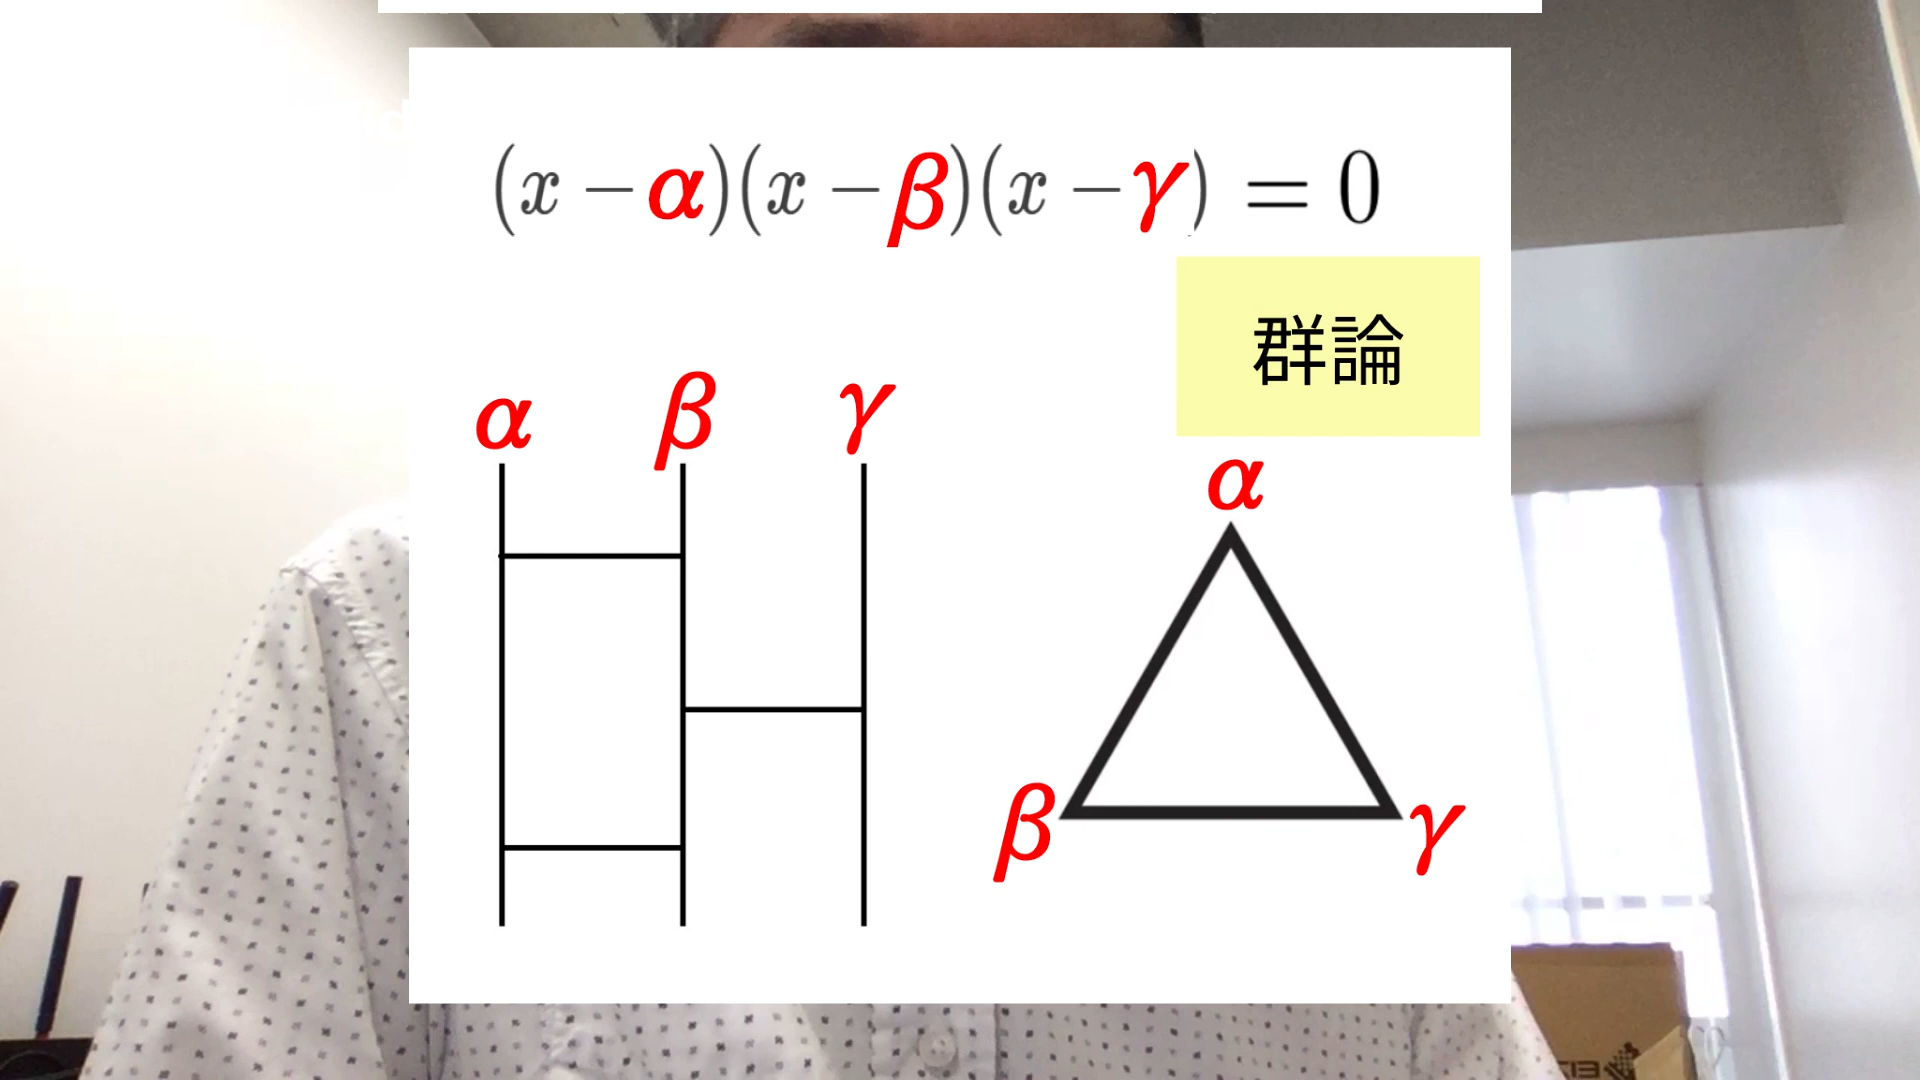 (x − α)(x − β)(x − γ) = 0
群論
α β γ
α
β γ